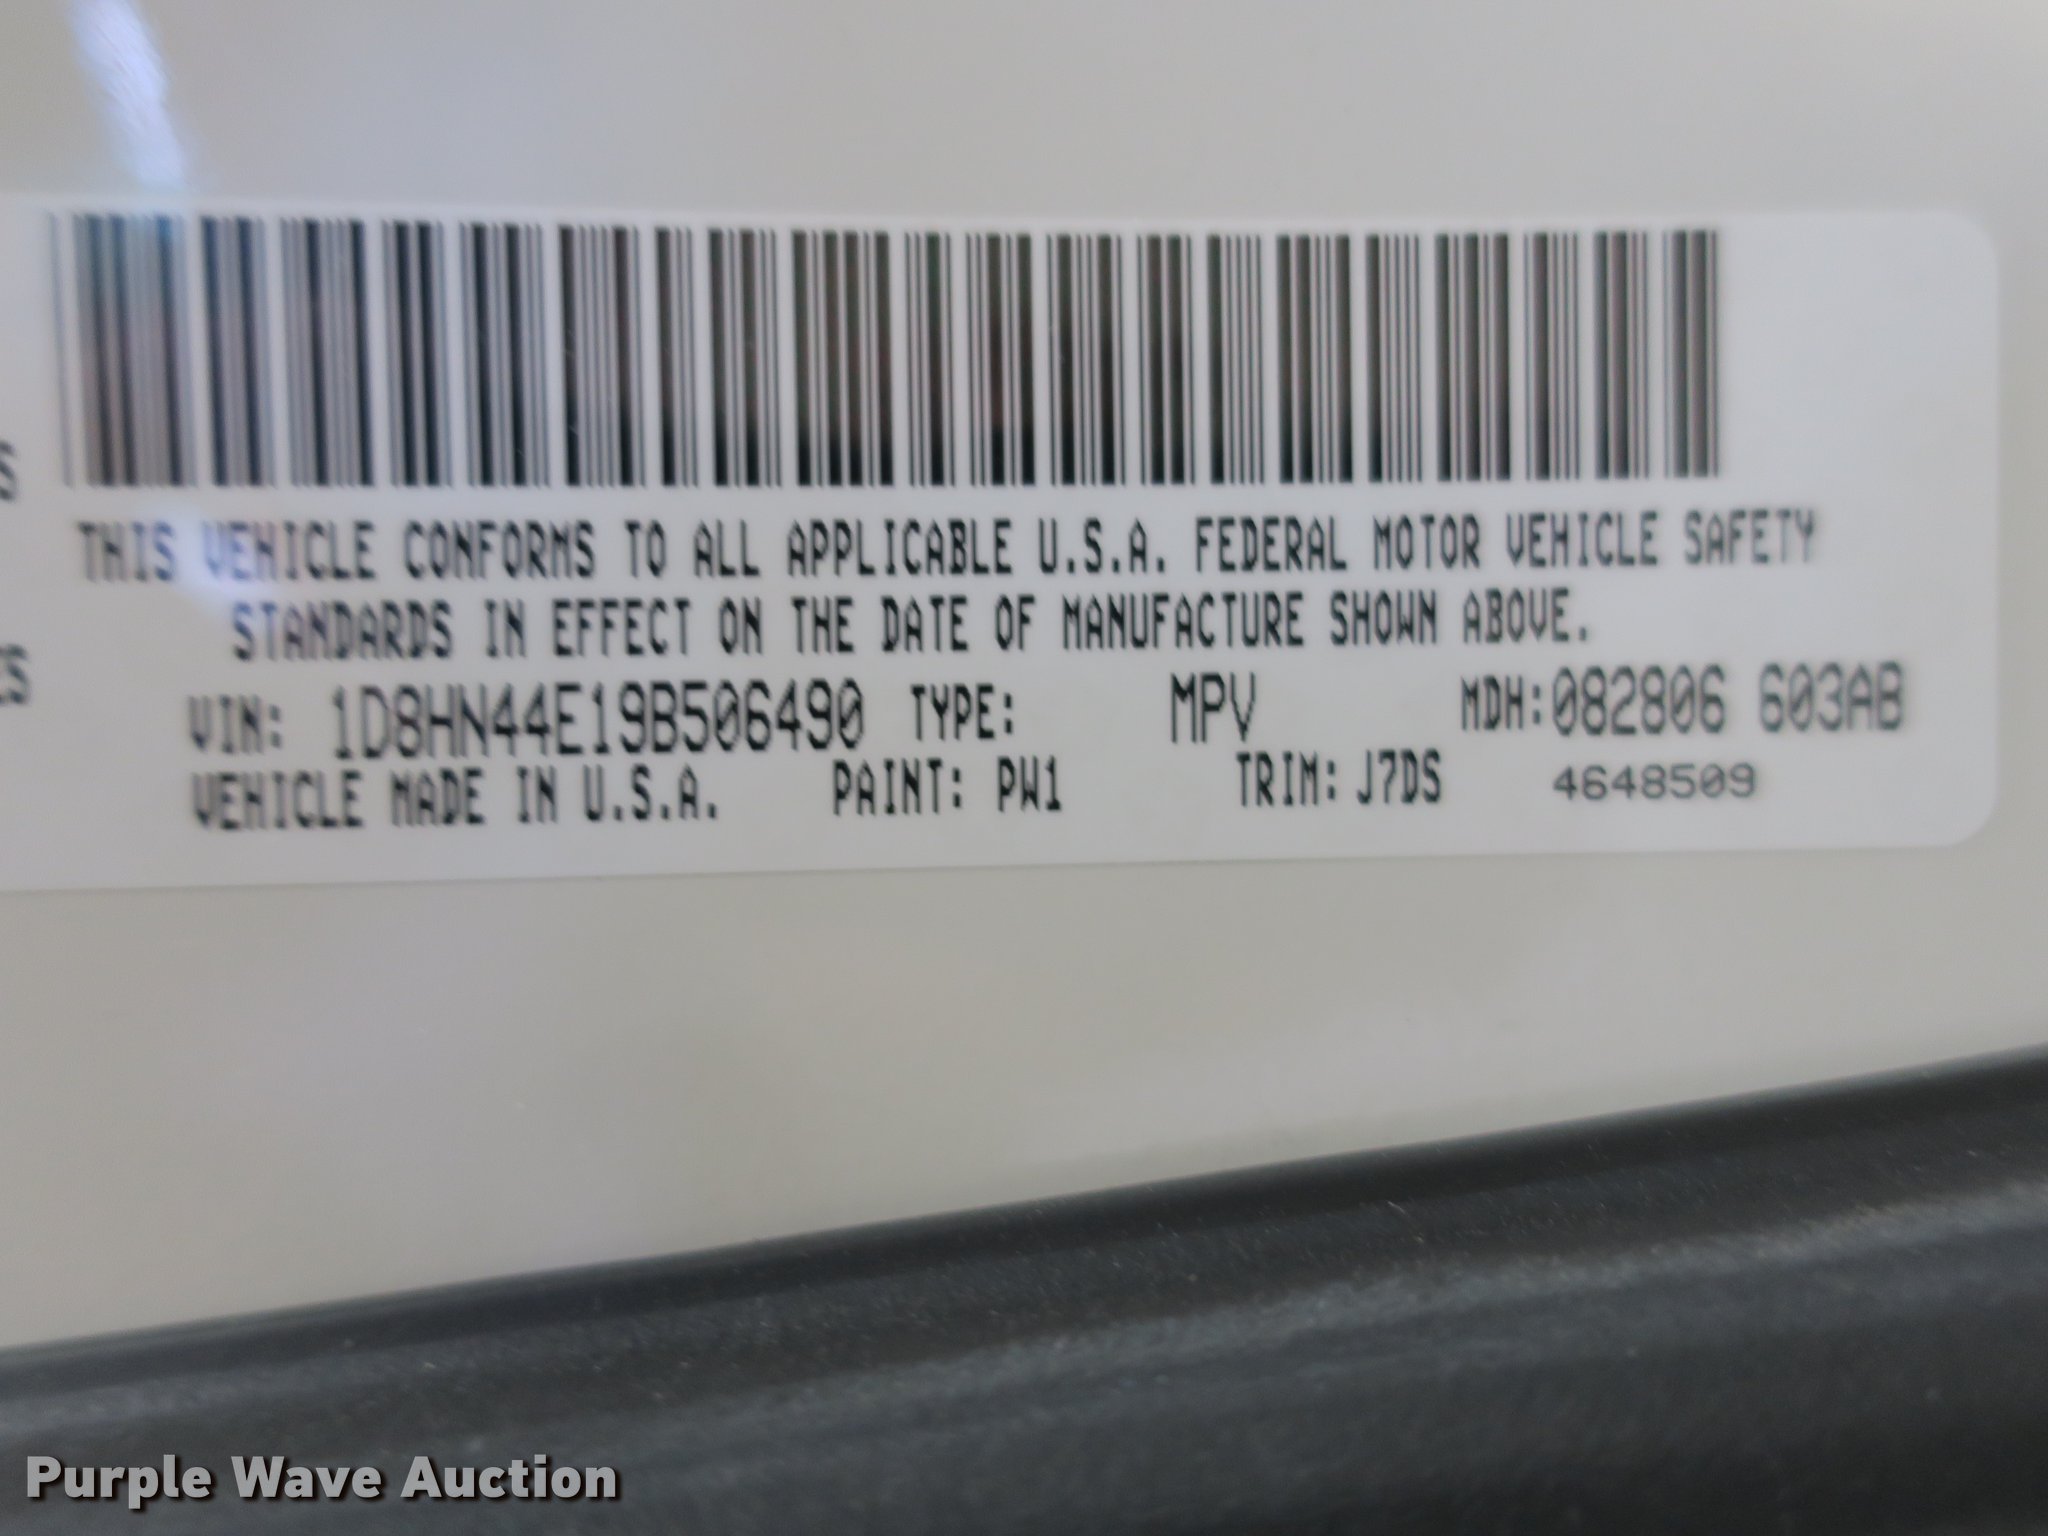 S
ES
THIS VEHICLE CONFORMS TO ALL APPLICABLE U.S.A. FEDERAL MOTOR VEHICLE SAFETY
STANDARDS IN EFFECT ON THE DATE OF MANUFACTURE SHOWN ABOVE.
VIN: 1D8HN44E19B506490 TYPE: MPV MDH:082806 603AB
VEHICLE MADE IN U.S.A. PAINT: PW1 TRIM: J7DS 4648509
Purple Wave Auction